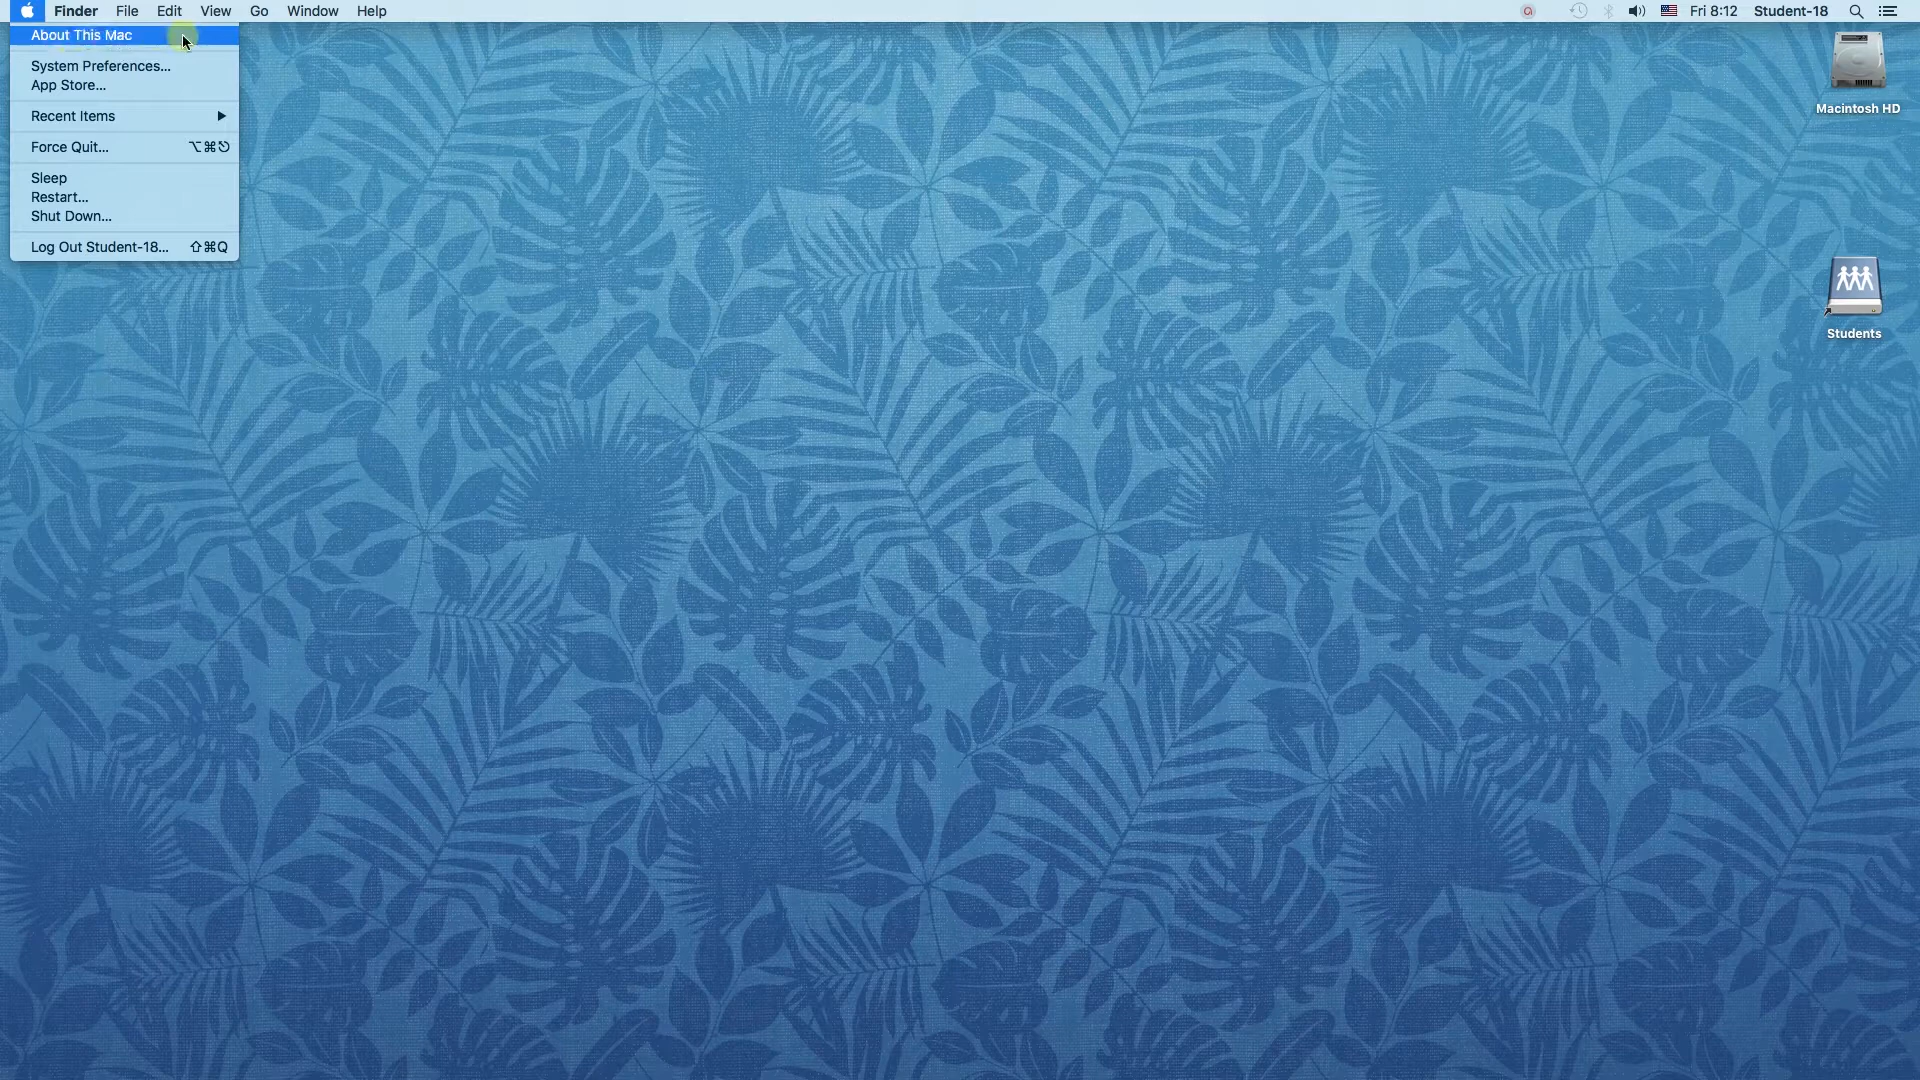 Finder File Edit View Go Window Help Fri 8:12 Student-18
About This Mac
System Preferences...
App Store...
Recent Items
Force Quit... ⌥⌘⎋
Sleep
Restart...
Shut Down...
Log Out Student-18... ⇧⌘Q
Macintosh HD
Students